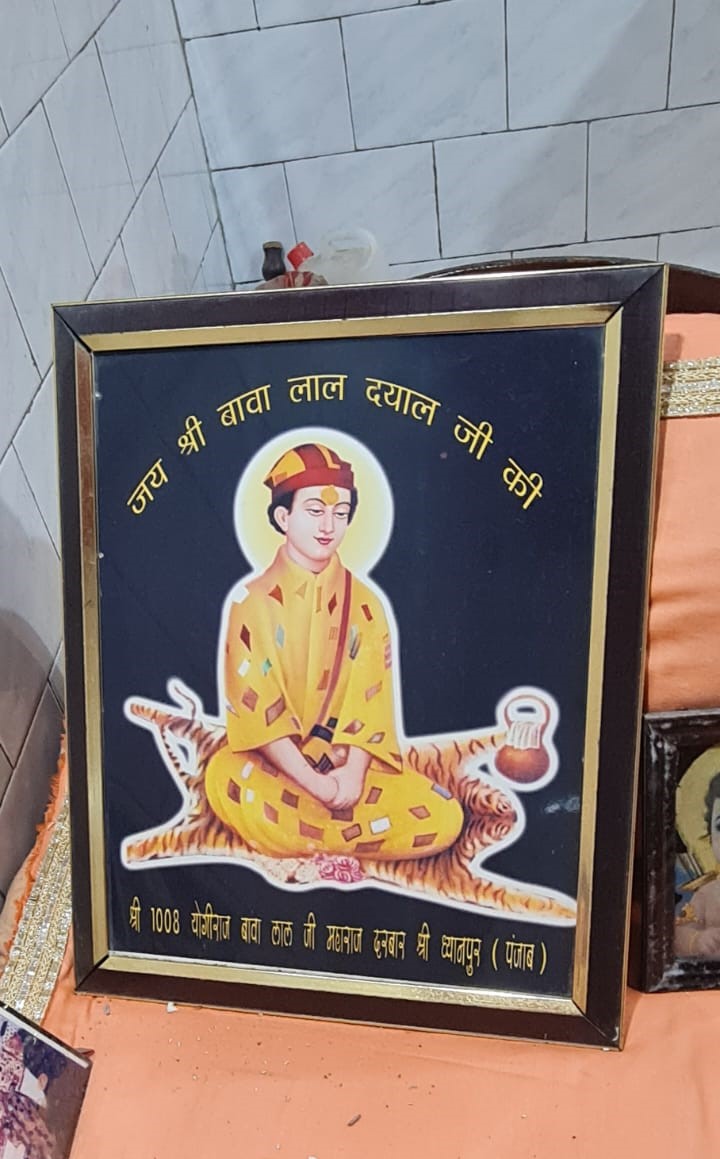 जय श्री बावा लाल दयाल जी की
श्री 1008 योगीराज बावा लाल जी महाराज दरबार श्री ध्यानपुर ( पंजाब )